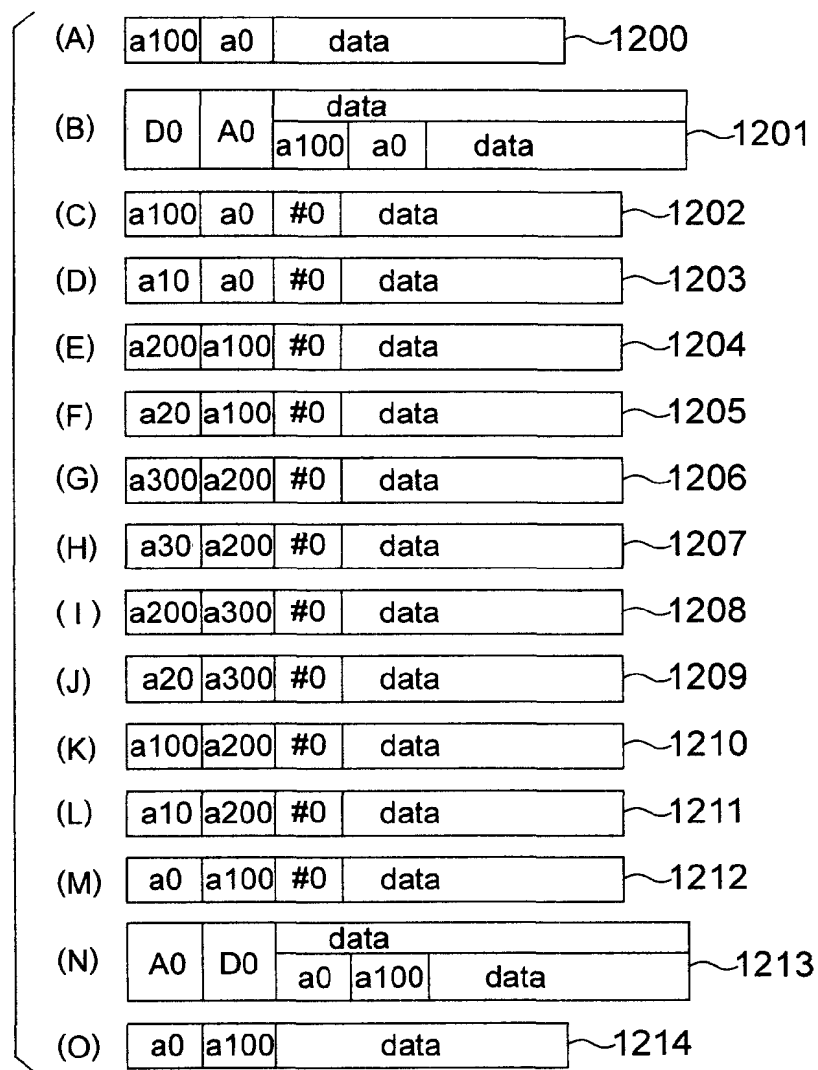 (A) a100 a0 data 1200
(B) D0 A0 data a100 a0 data 1201
(C) a100 a0 #0 data 1202
(D) a10 a0 #0 data 1203
(E) a200 a100 #0 data 1204
(F) a20 a100 #0 data 1205
(G) a300 a200 #0 data 1206
(H) a30 a200 #0 data 1207
(I) a200 a300 #0 data 1208
(J) a20 a300 #0 data 1209
(K) a100 a200 #0 data 1210
(L) a10 a200 #0 data 1211
(M) a0 a100 #0 data 1212
(N) A0 D0 data a0 a100 data 1213
(O) a0 a100 data 1214